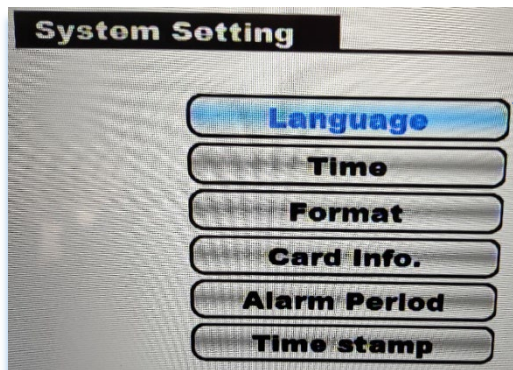 System Setting
Language
Time
Format
Card Info.
Alarm Period
Time stamp